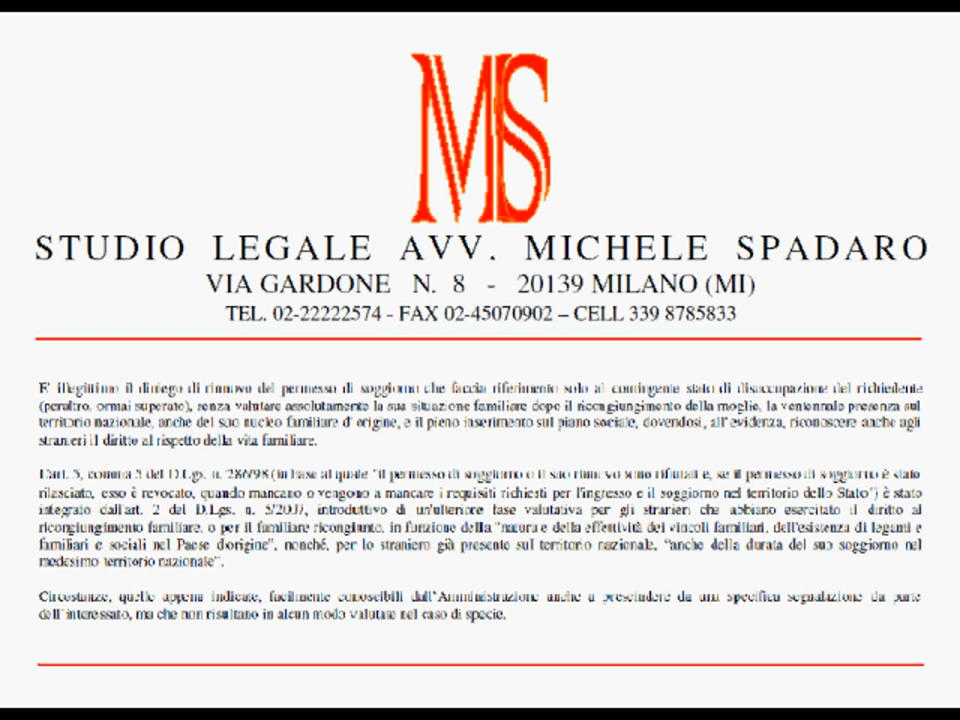 MS
STUDIO LEGALE AVV. MICHELE SPADARO
VIA GARDONE N. 8 - 20139 MILANO (MI)
TEL. 02-22222574 - FAX 02-45070902 – CELL 339 8785833
E' illegittimo il diniego di rinnovo del permesso di soggiorno che faccia riferimento solo al contingente stato di disoccupazione del richiedente
(peraltro, ormai superato), senza valutare assolutamente la sua situazione familiare dopo il ricongiungimento della moglie, la ventennale presenza sul
territorio nazionale, anche del suo nucleo familiare d'origine, e il pieno inserimento sul piano sociale, dovendosi, all'evidenza, riconoscere anche agli
stranieri il diritto al rispetto della vita familiare.
L'art. 5, comma 5 del D.Lgs. n. 286/98 (in base al quale "il permesso di soggiorno o il suo rinnovo sono rifiutati e, se il permesso di soggiorno è stato
rilasciato, esso è revocato, quando mancano o vengono a mancare i requisiti richiesti per l'ingresso e il soggiorno nel territorio dello Stato") è stato
integrato dall'art. 2 del D.Lgs. n. 5/2007, introduttivo di un'ulteriore fase valutativa per gli stranieri che abbiano esercitato il diritto al
ricongiungimento familiare, o per il familiare ricongiunto, in funzione della "natura e della effettività dei vincoli familiari, dell'esistenza di legami e
familiari e sociali nel Paese d'origine", nonché, per lo straniero già presente sul territorio nazionale, "anche della durata del suo soggiorno nel
medesimo territorio nazionale".
Circostanze, quelle appena indicate, facilmente conoscibili dall'Amministrazione anche a prescindere da una specifica segnalazione da parte
dell'interessato, ma che non risultano in alcun modo valutate nel caso di specie.